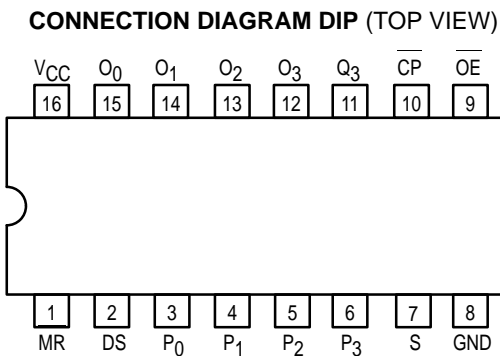 CONNECTION DIAGRAM DIP (TOP VIEW)
VCC O0 O1 O2 O3 Q3 CP OE
16 15 14 13 12 11 10 9
1 2 3 4 5 6 7 8
MR DS P0 P1 P2 P3 S GND